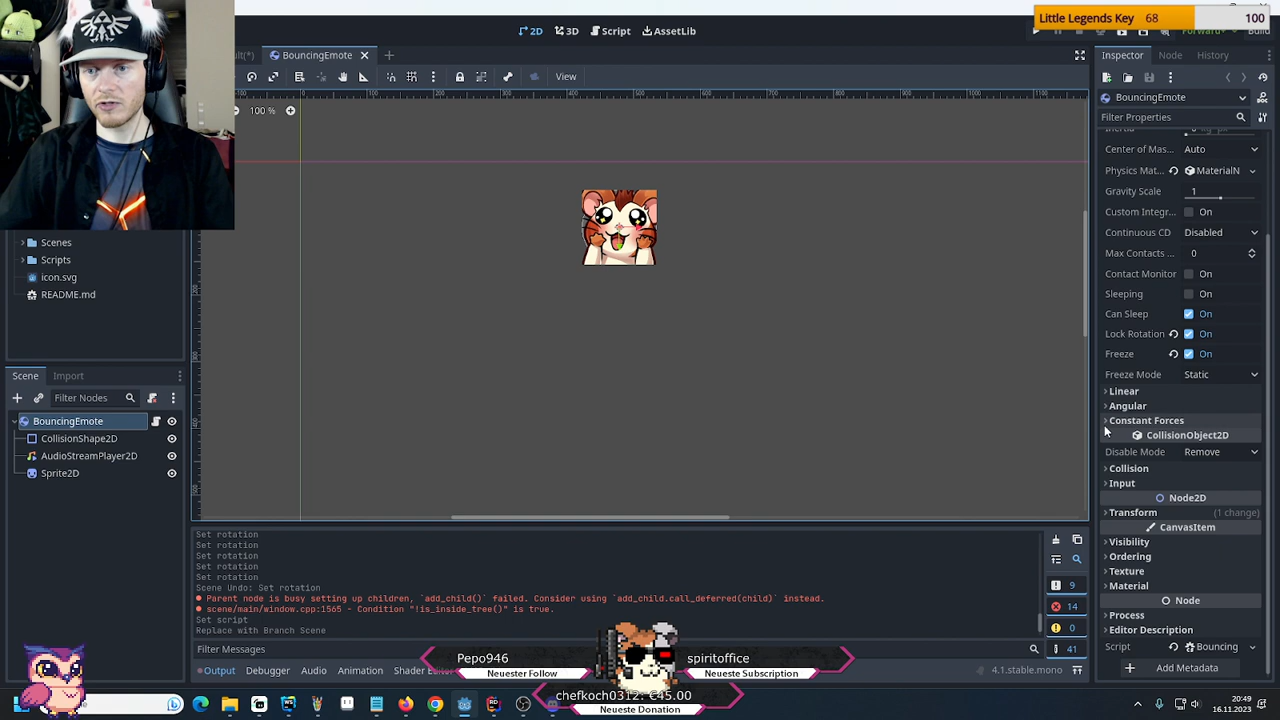 Little Legends Key 68 100
2D 3D Script AssetLib
Forward+ Build
BouncingEmote
Inspector Node History
View
BouncingEmote
100 %
Filter Properties
Center of Mas... Auto
Physics Mat... MaterialN
Gravity Scale 1
Custom Integr... On
Continuous CD Disabled
Max Contacts ... 0
Contact Monitor On
Sleeping On
Can Sleep On
Lock Rotation On
Freeze On
Freeze Mode Static
Linear
Angular
Constant Forces
CollisionObject2D
Disable Mode Remove
Collision
Input
Node2D
Transform (1 change)
CanvasItem
Visibility
Ordering
Texture
Material
Node
Process
Editor Description
Script Bouncing
Add Metadata
Scenes
Scripts
icon.svg
README.md
Scene Import
Filter Nodes
BouncingEmote
CollisionShape2D
AudioStreamPlayer2D
Sprite2D
Set rotation
Set rotation
Set rotation
Set rotation
Set rotation
Scene Undo: Set rotation
Parent node is busy setting up children, `add_child()` failed. Consider using `add_child.call_deferred(child)` instead.
scene/main/window.cpp:1565 - Condition "!is_inside_tree()" is true.
Set script
Replace with Branch Scene
9
14
0
41
Filter Messages
Output Debugger Audio Animation Shader Ed
4.1.stable.mono
Pepo946
Neuester Follow
spiritoffice
Neueste Subscription
chefkoch0312: €45.00
Neueste Donation
20:49
16.11.2023